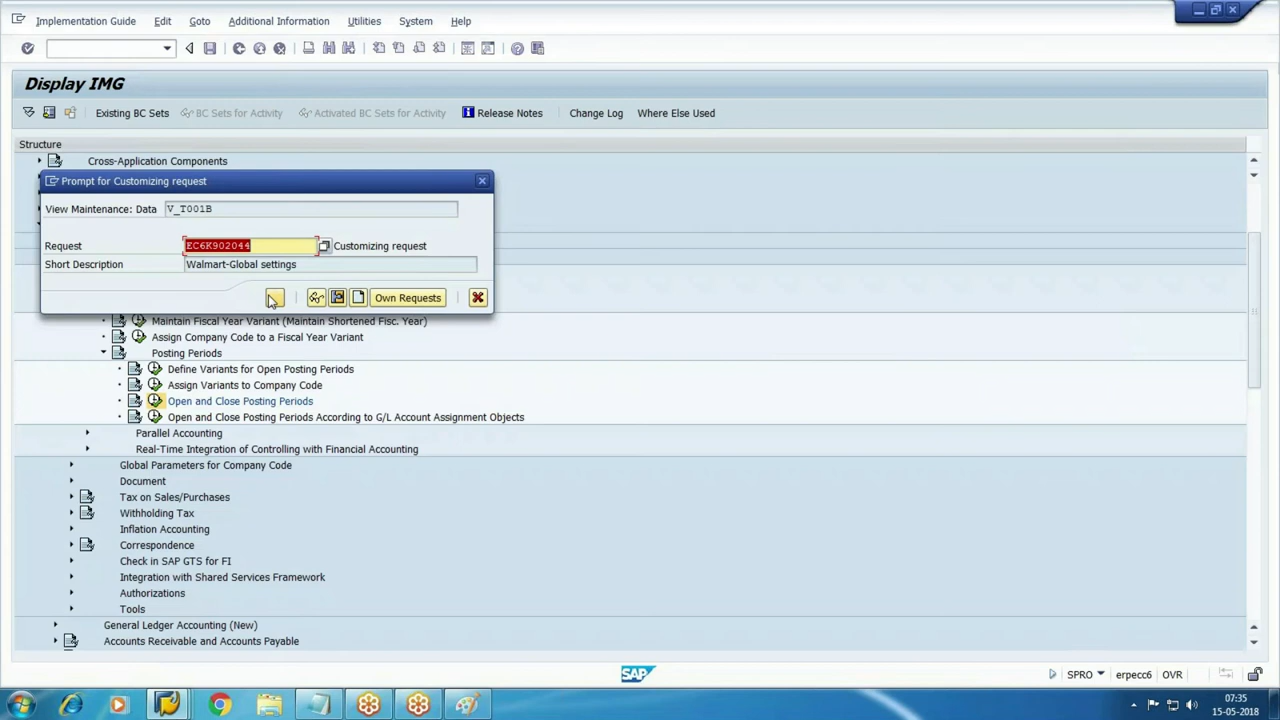 Implementation Guide Edit Goto Additional Information Utilities System Help
Display IMG
Existing BC Sets BC Sets for Activity Activated BC Sets for Activity Release Notes Change Log Where Else Used
Structure
Cross-Application Components
Prompt for Customizing request
View Maintenance: Data V_T001B
Request EC6K902044 Customizing request
Short Description Walmart-Global settings
Own Requests
Maintain Fiscal Year Variant (Maintain Shortened Fisc. Year)
Assign Company Code to a Fiscal Year Variant
Posting Periods
Define Variants for Open Posting Periods
Assign Variants to Company Code
Open and Close Posting Periods
Open and Close Posting Periods According to G/L Account Assignment Objects
Parallel Accounting
Real-Time Integration of Controlling with Financial Accounting
Global Parameters for Company Code
Document
Tax on Sales/Purchases
Withholding Tax
Inflation Accounting
Correspondence
Check in SAP GTS for FI
Integration with Shared Services Framework
Authorizations
Tools
General Ledger Accounting (New)
Accounts Receivable and Accounts Payable
SAP SPRO erpecc6 OVR
07:35
15-05-2018